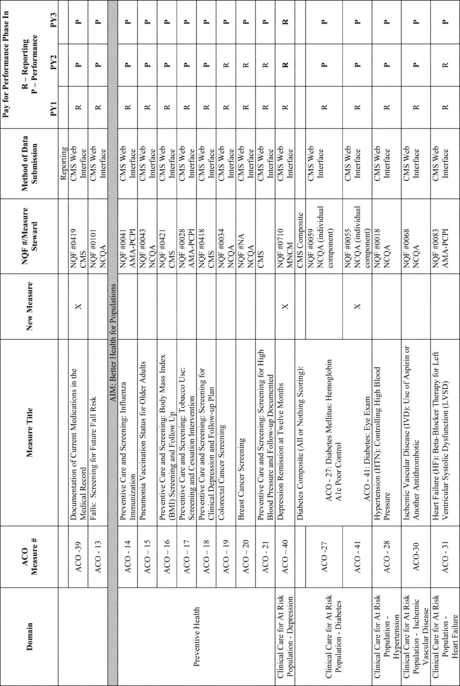 Domain
ACO
Measure #
Measure Title
New Measure
NQF #/Measure
Steward
Method of Data
Submission
Pay for Performance Phase In
R – Reporting
P – Performance
PY1
PY2
PY3
Reporting
ACO -39
Documentation of Current Medications in the
Medical Record
X
NQF #0419
CMS
CMS Web
Interface
R
P
P
ACO - 13
Falls: Screening for Future Fall Risk
NQF #0101
NCQA
CMS Web
Interface
R
P
P
AIM: Better Health for Populations
Preventive Health
ACO - 14
Preventive Care and Screening: Influenza
Immunization
NQF #0041
AMA-PCPI
CMS Web
Interface
R
P
P
ACO – 15
Pneumonia Vaccination Status for Older Adults
NQF #0043
NCQA
CMS Web
Interface
R
P
P
ACO – 16
Preventive Care and Screening: Body Mass Index
(BMI) Screening and Follow Up
NQF #0421
CMS
CMS Web
Interface
R
P
P
ACO – 17
Preventive Care and Screening: Tobacco Use:
Screening and Cessation Intervention
NQF #0028
AMA-PCPI
CMS Web
Interface
R
P
P
ACO – 18
Preventive Care and Screening: Screening for
Clinical Depression and Follow-up Plan
NQF #0418
CMS
CMS Web
Interface
R
P
P
ACO – 19
Colorectal Cancer Screening
NQF #0034
NCQA
CMS Web
Interface
R
R
P
ACO – 20
Breast Cancer Screening
NQF #NA
NCQA
CMS Web
Interface
R
R
P
ACO - 21
Preventive Care and Screening: Screening for High
Blood Pressure and Follow-up Documented
CMS
CMS Web
Interface
R
R
P
Clinical Care for At Risk
Population - Depression
ACO – 40
Depression Remission at Twelve Months
X
NQF #0710
MNCM
CMS Web
Interface
R
R
R
Clinical Care for At Risk
Population - Diabetes
Diabetes Composite (All or Nothing Scoring):
CMS Composite
ACO -27
ACO - 27: Diabetes Mellitus: Hemoglobin
A1c Poor Control
NQF #0059
NCQA (individual
component)
CMS Web
Interface
R
P
P
ACO - 41
ACO - 41: Diabetes: Eye Exam
X
NQF #0055
NCQA (individual
component)
CMS Web
Interface
R
P
P
Clinical Care for At Risk
Population -
Hypertension
ACO - 28
Hypertension (HTN): Controlling High Blood
Pressure
NQF #0018
NCQA
CMS Web
Interface
R
P
P
Clinical Care for At Risk
Population - Ischemic
Vascular Disease
ACO-30
Ischemic Vascular Disease (IVD): Use of Aspirin or
Another Antithrombotic
NQF #0068
NCQA
CMS Web
Interface
R
P
P
Clinical Care for At Risk
Population -
Heart Failure
ACO - 31
Heart Failure (HF): Beta-Blocker Therapy for Left
Ventricular Systolic Dysfunction (LVSD)
NQF #0083
AMA-PCPI
CMS Web
Interface
R
R
P